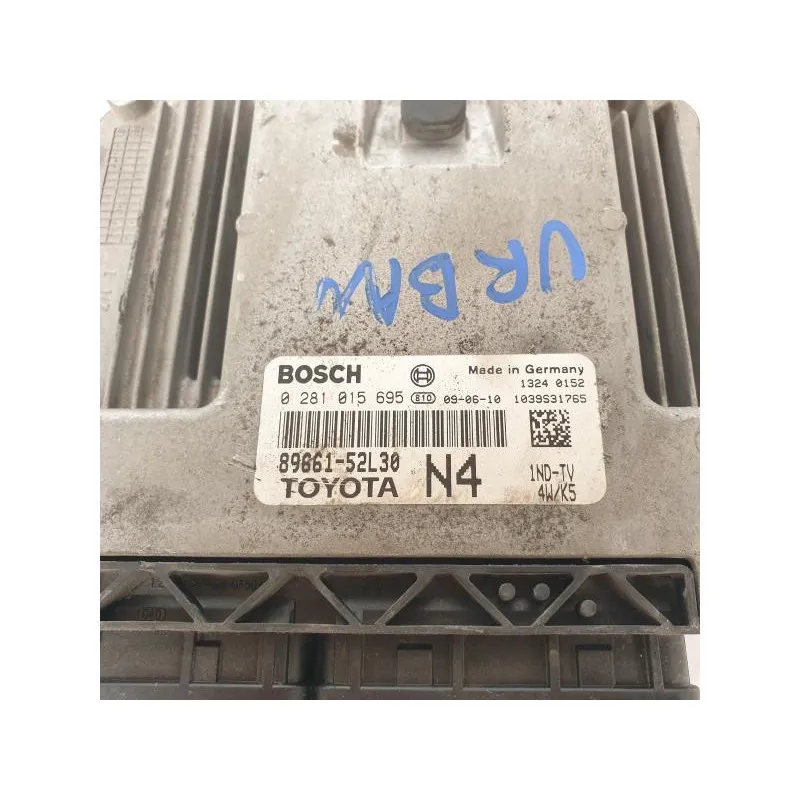 URBAN
BOSCH Made in Germany
1324 0152
0 281 015 695 810 09-06-10 1039S31765
89661-52L30
TOYOTA N4 1ND-TV
4W/K5